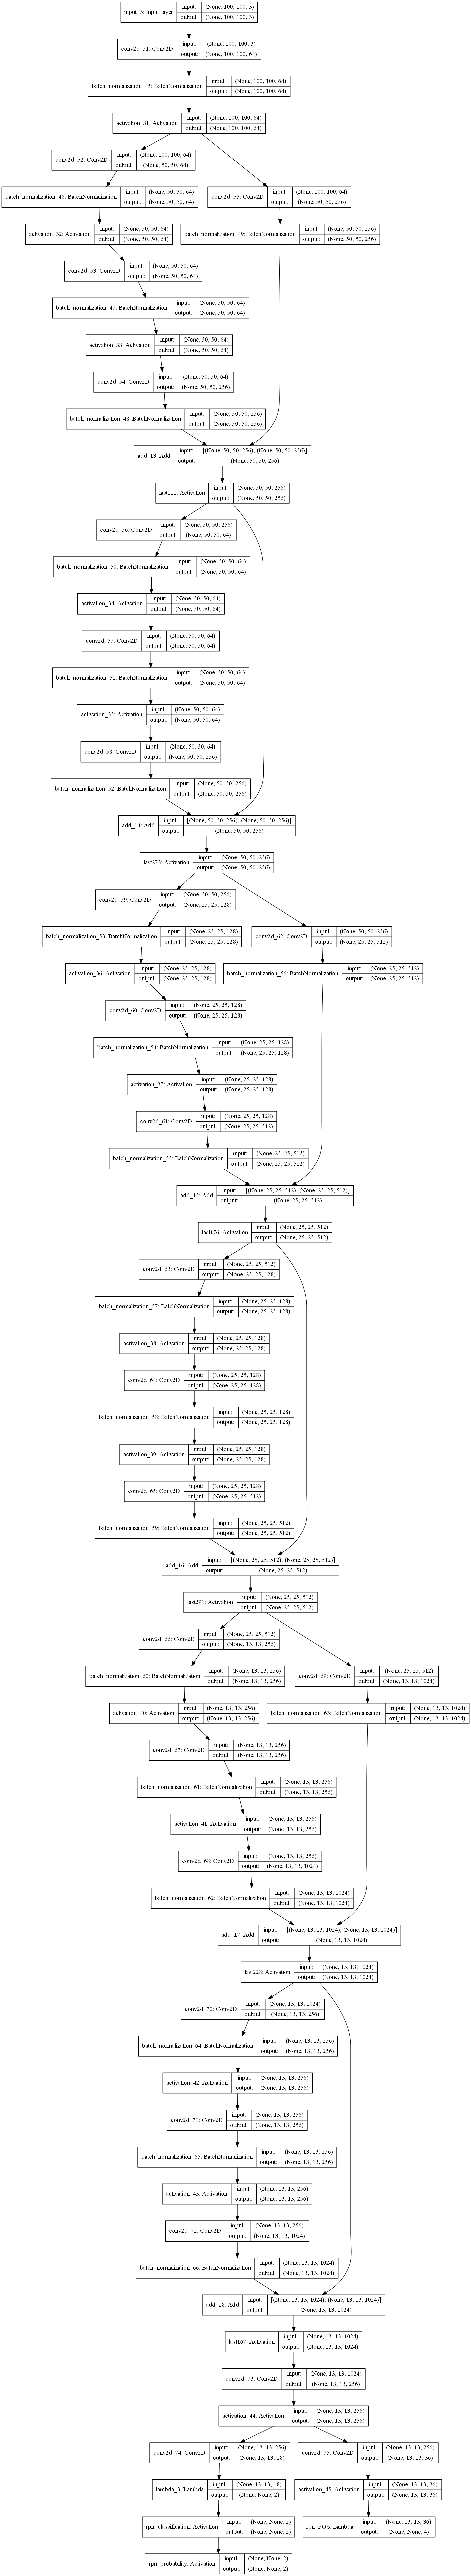 input_3: InputLayer
input: (None, 100, 100, 3)
output: (None, 100, 100, 3)
conv2d_51: Conv2D
input: (None, 100, 100, 3)
output: (None, 100, 100, 64)
batch_normalization_45: BatchNormalization
input: (None, 100, 100, 64)
output: (None, 100, 100, 64)
activation_31: Activation
input: (None, 100, 100, 64)
output: (None, 100, 100, 64)
conv2d_52: Conv2D
input: (None, 100, 100, 64)
output: (None, 50, 50, 64)
batch_normalization_46: BatchNormalization
input: (None, 50, 50, 64)
output: (None, 50, 50, 64)
conv2d_55: Conv2D
input: (None, 100, 100, 64)
output: (None, 50, 50, 256)
activation_32: Activation
input: (None, 50, 50, 64)
output: (None, 50, 50, 64)
batch_normalization_49: BatchNormalization
input: (None, 50, 50, 256)
output: (None, 50, 50, 256)
conv2d_53: Conv2D
input: (None, 50, 50, 64)
output: (None, 50, 50, 64)
batch_normalization_47: BatchNormalization
input: (None, 50, 50, 64)
output: (None, 50, 50, 64)
activation_33: Activation
input: (None, 50, 50, 64)
output: (None, 50, 50, 64)
conv2d_54: Conv2D
input: (None, 50, 50, 64)
output: (None, 50, 50, 256)
batch_normalization_48: BatchNormalization
input: (None, 50, 50, 256)
output: (None, 50, 50, 256)
add_13: Add
input: [(None, 50, 50, 256), (None, 50, 50, 256)]
output: (None, 50, 50, 256)
last111: Activation
input: (None, 50, 50, 256)
output: (None, 50, 50, 256)
conv2d_56: Conv2D
input: (None, 50, 50, 256)
output: (None, 50, 50, 64)
batch_normalization_50: BatchNormalization
input: (None, 50, 50, 64)
output: (None, 50, 50, 64)
activation_34: Activation
input: (None, 50, 50, 64)
output: (None, 50, 50, 64)
conv2d_57: Conv2D
input: (None, 50, 50, 64)
output: (None, 50, 50, 64)
batch_normalization_51: BatchNormalization
input: (None, 50, 50, 64)
output: (None, 50, 50, 64)
activation_35: Activation
input: (None, 50, 50, 64)
output: (None, 50, 50, 64)
conv2d_58: Conv2D
input: (None, 50, 50, 64)
output: (None, 50, 50, 256)
batch_normalization_52: BatchNormalization
input: (None, 50, 50, 256)
output: (None, 50, 50, 256)
add_14: Add
input: [(None, 50, 50, 256), (None, 50, 50, 256)]
output: (None, 50, 50, 256)
last273: Activation
input: (None, 50, 50, 256)
output: (None, 50, 50, 256)
conv2d_59: Conv2D
input: (None, 50, 50, 256)
output: (None, 25, 25, 128)
batch_normalization_53: BatchNormalization
input: (None, 25, 25, 128)
output: (None, 25, 25, 128)
conv2d_62: Conv2D
input: (None, 50, 50, 256)
output: (None, 25, 25, 512)
activation_36: Activation
input: (None, 25, 25, 128)
output: (None, 25, 25, 128)
batch_normalization_56: BatchNormalization
input: (None, 25, 25, 512)
output: (None, 25, 25, 512)
conv2d_60: Conv2D
input: (None, 25, 25, 128)
output: (None, 25, 25, 128)
batch_normalization_54: BatchNormalization
input: (None, 25, 25, 128)
output: (None, 25, 25, 128)
activation_37: Activation
input: (None, 25, 25, 128)
output: (None, 25, 25, 128)
conv2d_61: Conv2D
input: (None, 25, 25, 128)
output: (None, 25, 25, 512)
batch_normalization_55: BatchNormalization
input: (None, 25, 25, 512)
output: (None, 25, 25, 512)
add_15: Add
input: [(None, 25, 25, 512), (None, 25, 25, 512)]
output: (None, 25, 25, 512)
last176: Activation
input: (None, 25, 25, 512)
output: (None, 25, 25, 512)
conv2d_63: Conv2D
input: (None, 25, 25, 512)
output: (None, 25, 25, 128)
batch_normalization_57: BatchNormalization
input: (None, 25, 25, 128)
output: (None, 25, 25, 128)
activation_38: Activation
input: (None, 25, 25, 128)
output: (None, 25, 25, 128)
conv2d_64: Conv2D
input: (None, 25, 25, 128)
output: (None, 25, 25, 128)
batch_normalization_58: BatchNormalization
input: (None, 25, 25, 128)
output: (None, 25, 25, 128)
activation_39: Activation
input: (None, 25, 25, 128)
output: (None, 25, 25, 128)
conv2d_65: Conv2D
input: (None, 25, 25, 128)
output: (None, 25, 25, 512)
batch_normalization_59: BatchNormalization
input: (None, 25, 25, 512)
output: (None, 25, 25, 512)
add_16: Add
input: [(None, 25, 25, 512), (None, 25, 25, 512)]
output: (None, 25, 25, 512)
last291: Activation
input: (None, 25, 25, 512)
output: (None, 25, 25, 512)
conv2d_66: Conv2D
input: (None, 25, 25, 512)
output: (None, 13, 13, 256)
batch_normalization_60: BatchNormalization
input: (None, 13, 13, 256)
output: (None, 13, 13, 256)
conv2d_69: Conv2D
input: (None, 25, 25, 512)
output: (None, 13, 13, 1024)
activation_40: Activation
input: (None, 13, 13, 256)
output: (None, 13, 13, 256)
batch_normalization_63: BatchNormalization
input: (None, 13, 13, 1024)
output: (None, 13, 13, 1024)
conv2d_67: Conv2D
input: (None, 13, 13, 256)
output: (None, 13, 13, 256)
batch_normalization_61: BatchNormalization
input: (None, 13, 13, 256)
output: (None, 13, 13, 256)
activation_41: Activation
input: (None, 13, 13, 256)
output: (None, 13, 13, 256)
conv2d_68: Conv2D
input: (None, 13, 13, 256)
output: (None, 13, 13, 1024)
batch_normalization_62: BatchNormalization
input: (None, 13, 13, 1024)
output: (None, 13, 13, 1024)
add_17: Add
input: [(None, 13, 13, 1024), (None, 13, 13, 1024)]
output: (None, 13, 13, 1024)
last228: Activation
input: (None, 13, 13, 1024)
output: (None, 13, 13, 1024)
conv2d_70: Conv2D
input: (None, 13, 13, 1024)
output: (None, 13, 13, 256)
batch_normalization_64: BatchNormalization
input: (None, 13, 13, 256)
output: (None, 13, 13, 256)
activation_42: Activation
input: (None, 13, 13, 256)
output: (None, 13, 13, 256)
conv2d_71: Conv2D
input: (None, 13, 13, 256)
output: (None, 13, 13, 256)
batch_normalization_65: BatchNormalization
input: (None, 13, 13, 256)
output: (None, 13, 13, 256)
activation_43: Activation
input: (None, 13, 13, 256)
output: (None, 13, 13, 256)
conv2d_72: Conv2D
input: (None, 13, 13, 256)
output: (None, 13, 13, 1024)
batch_normalization_66: BatchNormalization
input: (None, 13, 13, 1024)
output: (None, 13, 13, 1024)
add_18: Add
input: [(None, 13, 13, 1024), (None, 13, 13, 1024)]
output: (None, 13, 13, 1024)
last167: Activation
input: (None, 13, 13, 1024)
output: (None, 13, 13, 1024)
conv2d_73: Conv2D
input: (None, 13, 13, 1024)
output: (None, 13, 13, 256)
activation_44: Activation
input: (None, 13, 13, 256)
output: (None, 13, 13, 256)
conv2d_74: Conv2D
input: (None, 13, 13, 256)
output: (None, 13, 13, 18)
conv2d_75: Conv2D
input: (None, 13, 13, 256)
output: (None, 13, 13, 36)
lambda_3: Lambda
input: (None, 13, 13, 18)
output: (None, None, 2)
activation_45: Activation
input: (None, 13, 13, 36)
output: (None, 13, 13, 36)
rpn_classification: Activation
input: (None, None, 2)
output: (None, None, 2)
rpn_POS: Lambda
input: (None, 13, 13, 36)
output: (None, None, 4)
rpn_probability: Activation
input: (None, None, 2)
output: (None, None, 2)